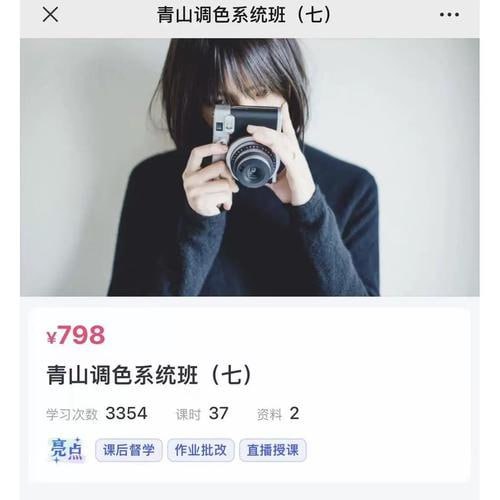 青山调色系统班（七）
¥798
青山调色系统班（七）
学习次数 3354 课时 37 资料 2
亮点 课后督学 作业批改 直播授课